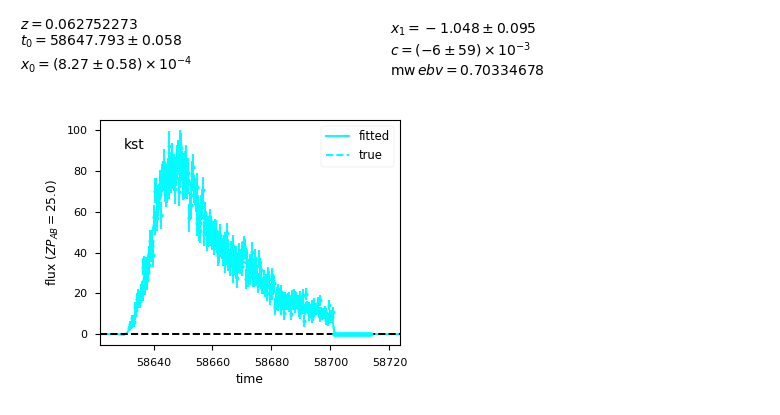 z = 0.062752273
t₀ = 58647.793 ± 0.058
x₀ = (8.27 ± 0.58) × 10⁻⁴
x₁ = −1.048 ± 0.095
c = (−6 ± 59) × 10⁻³
mwebv = 0.70334678
100
80
60
40
20
0
flux (ZP_AB = 25.0)
kst
fitted
true
58640 58660 58680 58700 58720
time